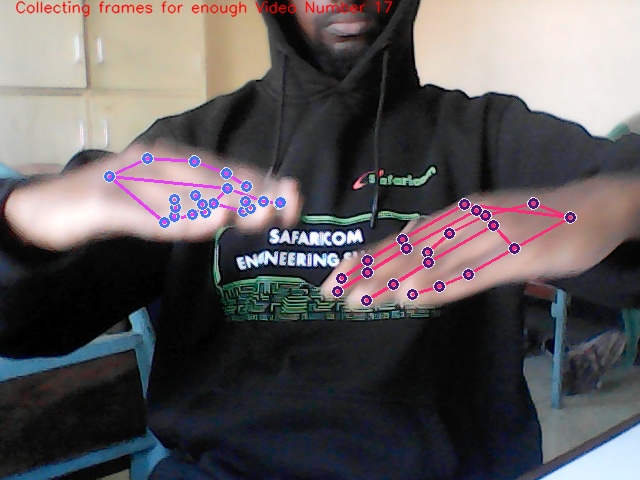 Collecting frames for enough Video Number 17
Safaricom
SAFARICOM
ENGINEERING